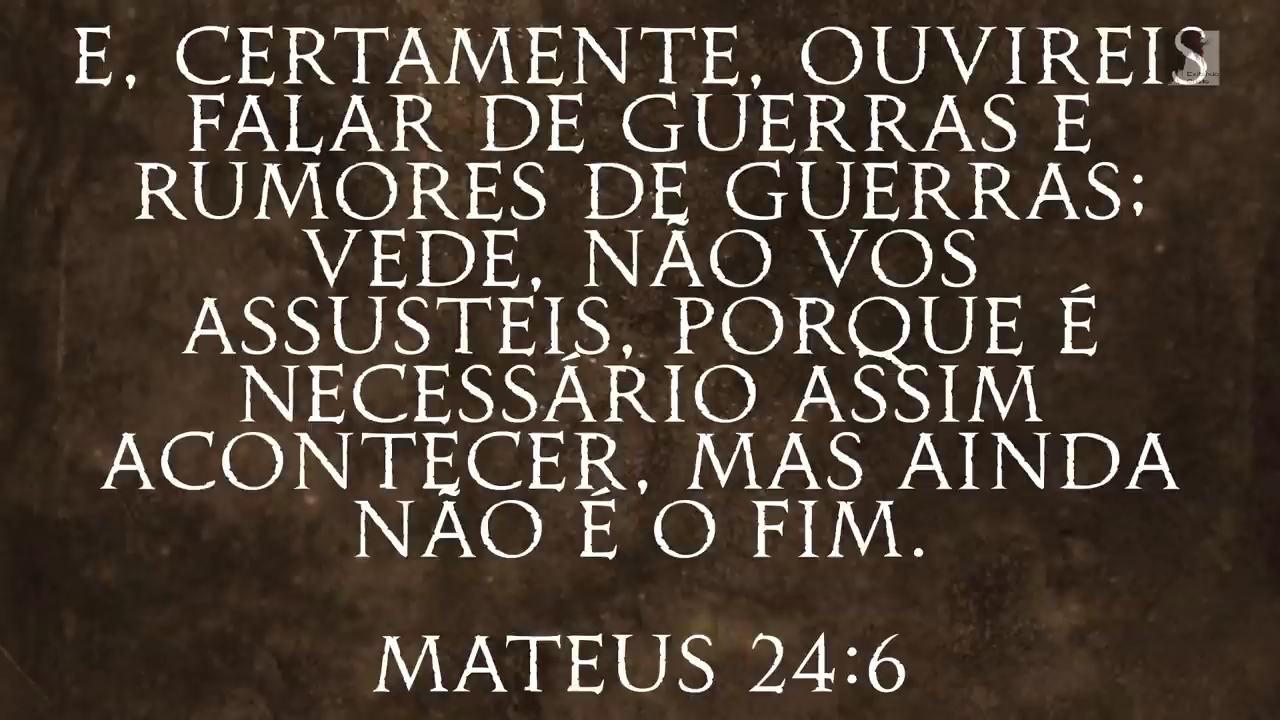 E, CERTAMENTE, OUVIREIS
FALAR DE GUERRAS E
RUMORES DE GUERRAS;
VEDE, NÃO VOS
ASSUSTEIS, PORQUE É
NECESSÁRIO ASSIM
ACONTECER, MAS AINDA
NÃO É O FIM.
MATEUS 24:6